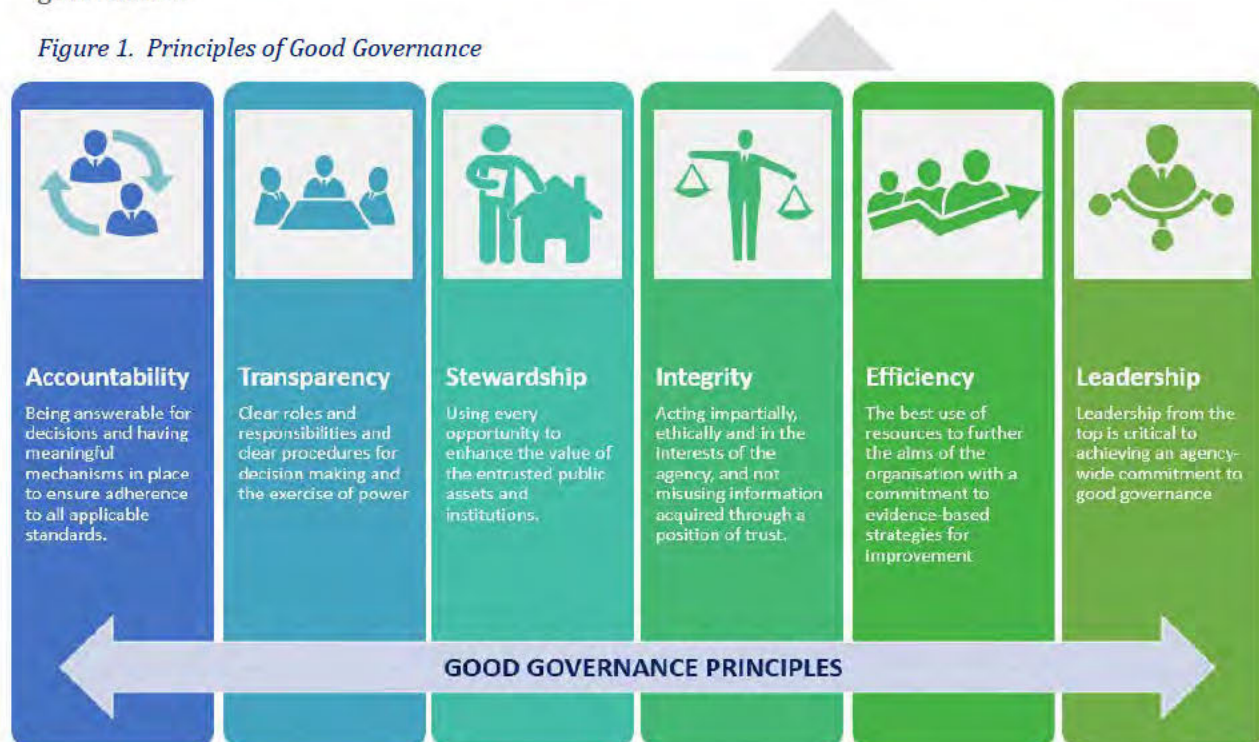 Figure 1. Principles of Good Governance
Accountability
Being answerable for
decisions and having
meaningful
mechanisms in place
to ensure adherence
to all applicable
standards.
Transparency
Clear roles and
responsibilities and
clear procedures for
decision making and
the exercise of power
Stewardship
Using every
opportunity to
enhance the value of
the entrusted public
assets and
institutions.
Integrity
Acting impartially,
ethically and in the
interests of the
agency, and not
misusing information
acquired through a
position of trust.
Efficiency
The best use of
resources to further
the aims of the
organisation with a
commitment to
evidence-based
strategies for
improvement
Leadership
Leadership from the
top is critical to
achieving an agency-
wide commitment to
good governance
GOOD GOVERNANCE PRINCIPLES